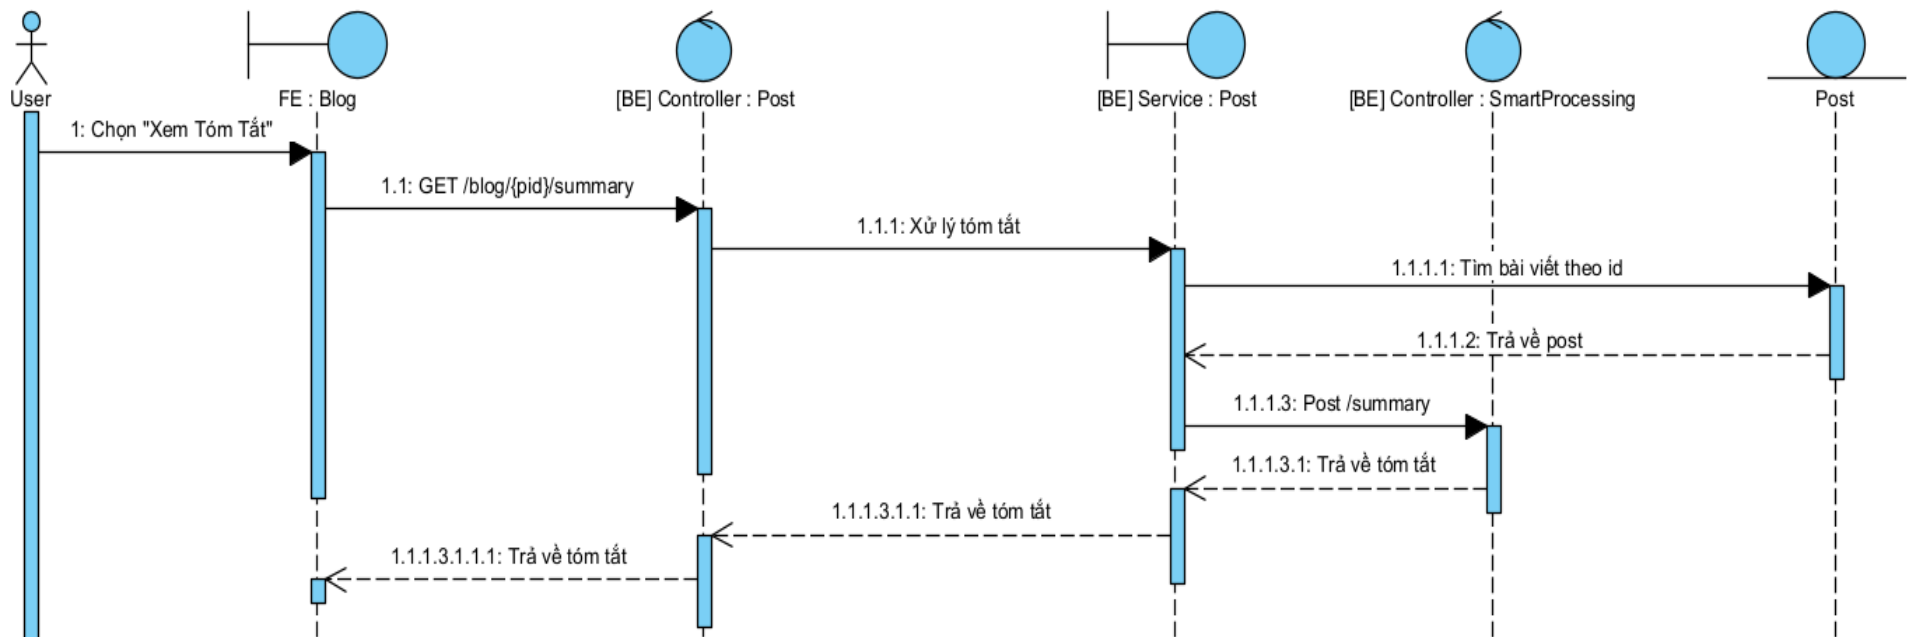 User
FE : Blog
[BE] Controller : Post
[BE] Service : Post
[BE] Controller : SmartProcessing
Post
1: Chọn "Xem Tóm Tắt"
1.1: GET /blog/{pid}/summary
1.1.1: Xử lý tóm tắt
1.1.1.1: Tìm bài viết theo id
1.1.1.2: Trả về post
1.1.1.3: Post /summary
1.1.1.3.1: Trả về tóm tắt
1.1.1.3.1.1: Trả về tóm tắt
1.1.1.3.1.1.1: Trả về tóm tắt